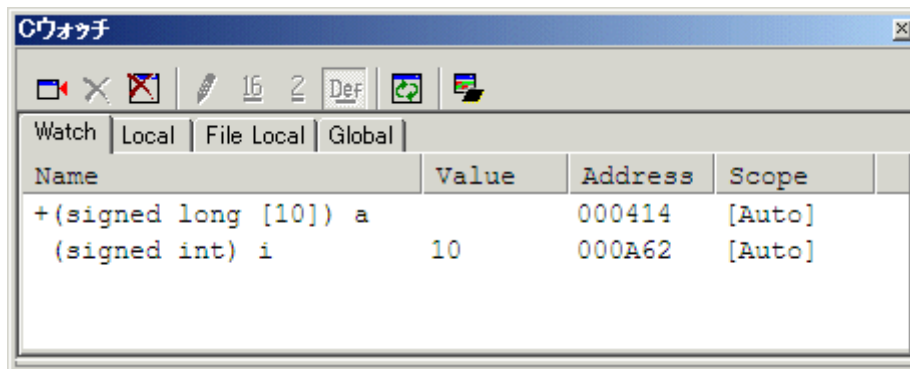 Cウォッチ
16 2 Def
Watch Local File Local Global
Name Value Address Scope
+(signed long [10]) a 000414 [Auto]
(signed int) i 10 000A62 [Auto]